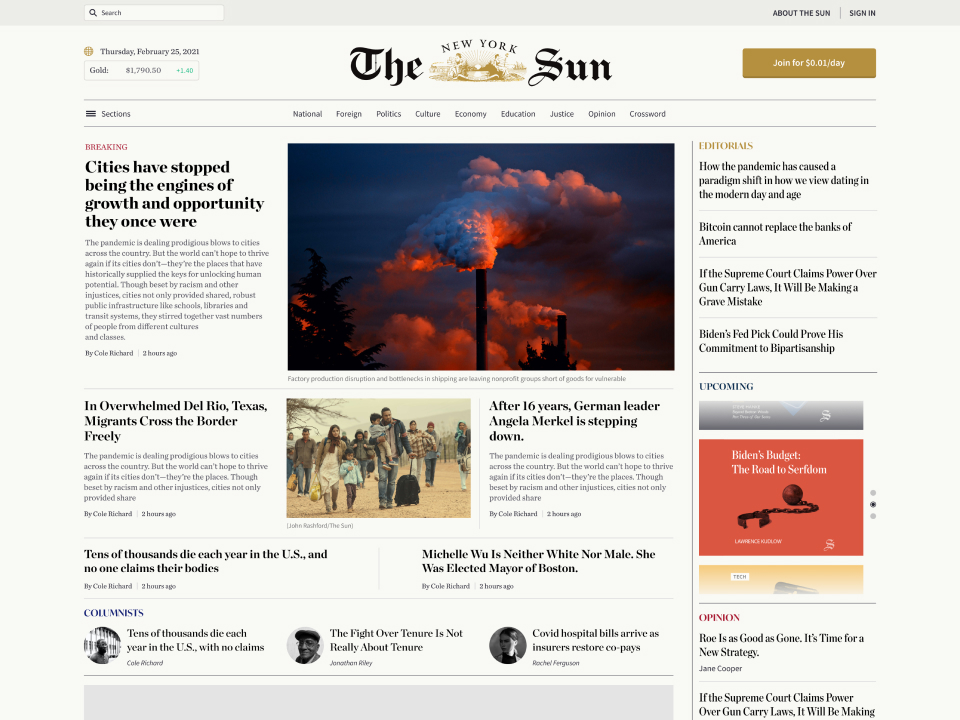 Search
ABOUT THE SUN
SIGN IN
Thursday, February 25, 2021
Gold: $1,790.50 +1.40
The NEW YORK Sun
Join for $0.01/day
Sections
National Foreign Politics Culture Economy Education Justice Opinion Crossword
BREAKING
Cities have stopped
being the engines of
growth and opportunity
they once were
The pandemic is dealing prodigious blows to cities
across the country. But the world can't hope to thrive
again if its cities don't—they're the places that have
historically supplied the keys for unlocking human
potential. Though beset by racism and other
injustices, cities not only provided shared, robust
public infrastructure like schools, libraries and
transit systems, they stirred together vast numbers
of people from different cultures
and classes.
By Cole Richard 2 hours ago
Factory production disruption and bottlenecks in shipping are leaving nonprofit groups short of goods for vulnerable
In Overwhelmed Del Rio, Texas,
Migrants Cross the Border
Freely
The pandemic is dealing prodigious blows to cities
across the country. But the world can't hope to thrive
again if its cities don't—they're the places. Though
beset by racism and other injustices, cities not only
provided share
By Cole Richard 2 hours ago
(John Rashford/The Sun)
After 16 years, German leader
Angela Merkel is stepping
down.
The pandemic is dealing prodigious blows to cities
across the country. But the world can't hope to thrive
again if its cities don't—they're the places. Though
beset by racism and other injustices, cities not only
provided share
By Cole Richard 2 hours ago
Tens of thousands die each year in the U.S., and
no one claims their bodies
By Cole Richard 2 hours ago
Michelle Wu Is Neither White Nor Male. She
Was Elected Mayor of Boston.
By Cole Richard 2 hours ago
COLUMNISTS
Tens of thousands die each
year in the U.S., with no claims
Cole Richard
The Fight Over Tenure Is Not
Really About Tenure
Jonathan Riley
Covid hospital bills arrive as
insurers restore co-pays
Rachel Ferguson
EDITORIALS
How the pandemic has caused a
paradigm shift in how we view dating in
the modern day and age
Bitcoin cannot replace the banks of
America
If the Supreme Court Claims Power Over
Gun Carry Laws, It Will Be Making a
Grave Mistake
Biden's Fed Pick Could Prove His
Commitment to Bipartisanship
UPCOMING
S
Biden's Budget:
The Road to Serfdom
LAWRENCE KUDLOW
S
TECH
OPINION
Roe Is as Good as Gone. It's Time for a
New Strategy.
Jane Cooper
If the Supreme Court Claims Power
Over Gun Carry Laws, It Will Be Making